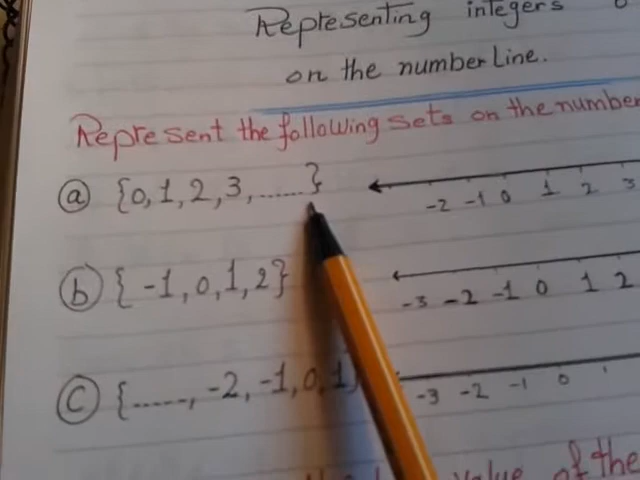 Representing integers
on the number Line.
Represent the following sets on the number
ⓐ {0, 1, 2, 3, ......}
-2 -1 0 1 2 3
ⓑ { -1, 0, 1, 2}
-3 -2 -1 0 1 2
ⓒ {......, -2, -1, 0, 1}
-3 -2 -1 0
value of the